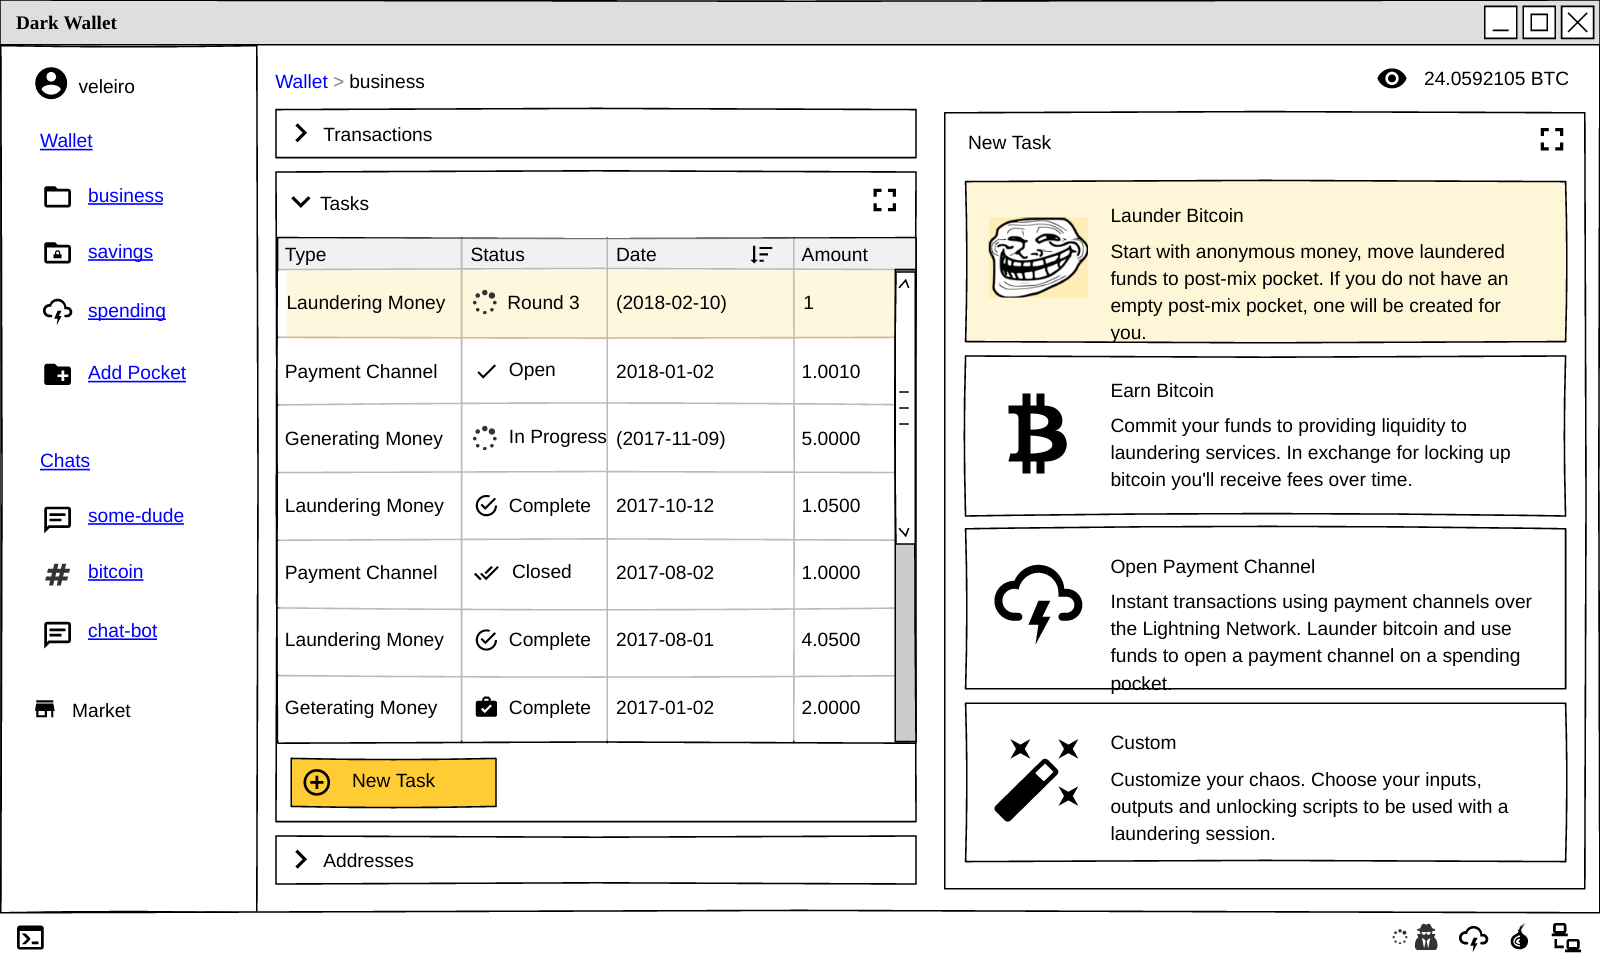 Dark Wallet
veleiro
Wallet
business
savings
spending
Add Pocket
Chats
some-dude
bitcoin
chat-bot
Market
Wallet > business
24.0592105 BTC
Transactions
Tasks
Type Status Date Amount
Laundering Money Round 3 (2018-02-10) 1
Payment Channel Open 2018-01-02 1.0010
Generating Money In Progress (2017-11-09) 5.0000
Laundering Money Complete 2017-10-12 1.0500
Payment Channel Closed 2017-08-02 1.0000
Laundering Money Complete 2017-08-01 4.0500
Geterating Money Complete 2017-01-02 2.0000
New Task
Addresses
New Task
Launder Bitcoin
Start with anonymous money, move laundered
funds to post-mix pocket. If you do not have an
empty post-mix pocket, one will be created for
you.
Earn Bitcoin
Commit your funds to providing liquidity to
laundering services. In exchange for locking up
bitcoin you'll receive fees over time.
Open Payment Channel
Instant transactions using payment channels over
the Lightning Network. Launder bitcoin and use
funds to open a payment channel on a spending
pocket.
Custom
Customize your chaos. Choose your inputs,
outputs and unlocking scripts to be used with a
laundering session.